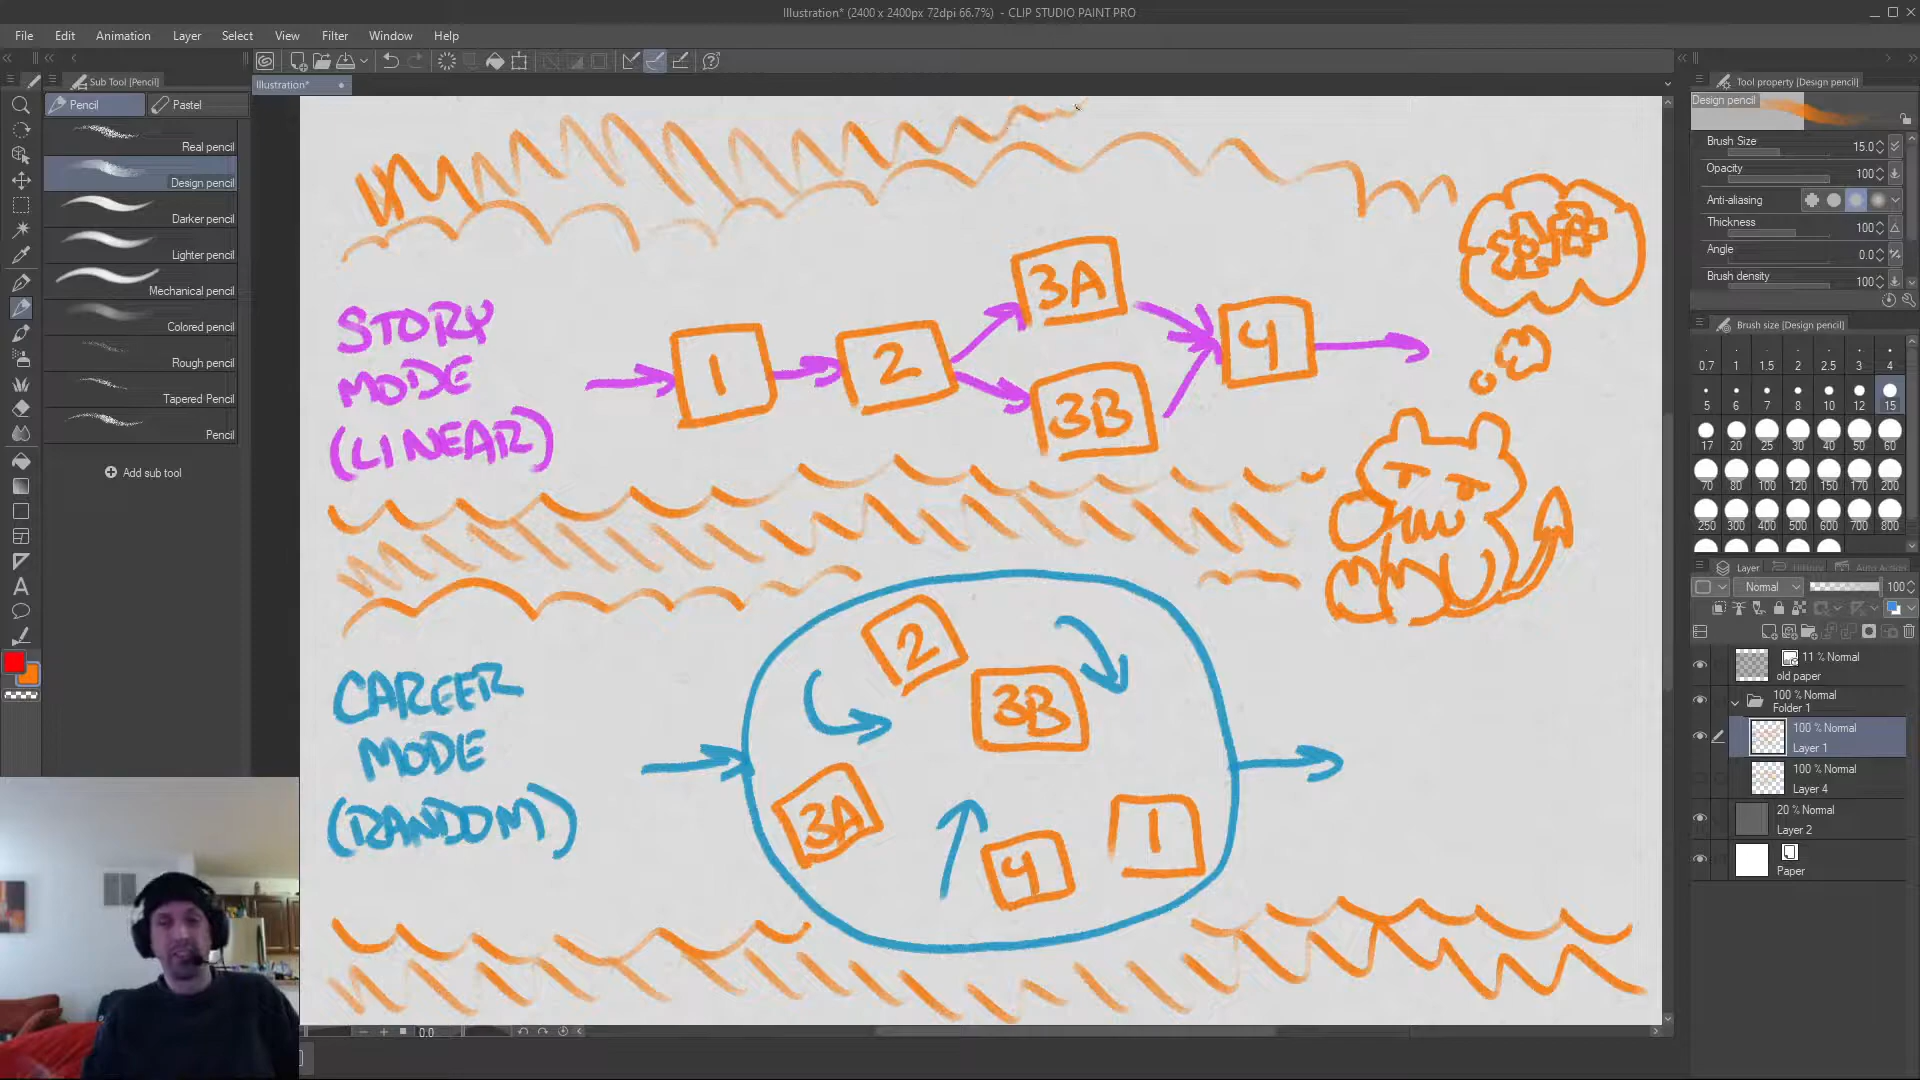 Illustration* (2400 x 2400px 72dpi 66.7%) - CLIP STUDIO PAINT PRO
File Edit Animation Layer Select View Filter Window Help
Sub Tool [Pencil]
Pencil Pastel
Real pencil
Design pencil
Darker pencil
Lighter pencil
Mechanical pencil
Colored pencil
Rough pencil
Tapered Pencil
Pencil
Add sub tool
Illustration*
STORY
MODE
(LINEAR)
1
2
3A
3B
4
CAREER
MODE
(RANDOM)
2
3B
3A
4
1
0.0
Tool property [Design pencil]
Design pencil
Brush Size 15.0
Opacity 100
Anti-aliasing
Thickness 100
Angle 0.0
Brush density 100
Brush size [Design pencil]
0.7 1 1.5 2 2.5 3 4
5 6 7 8 10 12 15
17 20 25 30 40 50 60
70 80 100 120 150 170 200
250 300 400 500 600 700 800
Layer History Auto Action
Normal 100
11 % Normal
old paper
100 % Normal
Folder 1
100 % Normal
Layer 1
100 % Normal
Layer 4
20 % Normal
Layer 2
Paper